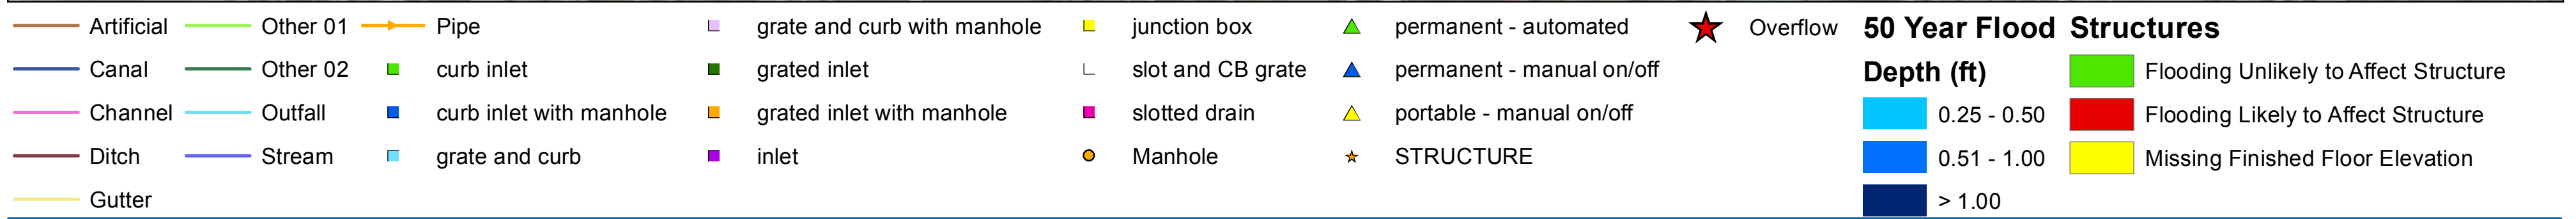 Artificial
Canal
Channel
Ditch
Gutter
Other 01
Other 02
Outfall
Stream
Pipe
curb inlet
curb inlet with manhole
grate and curb
grate and curb with manhole
grated inlet
grated inlet with manhole
inlet
junction box
slot and CB grate
slotted drain
Manhole
permanent - automated
permanent - manual on/off
portable - manual on/off
STRUCTURE
Overflow
50 Year Flood
Depth (ft)
0.25 - 0.50
0.51 - 1.00
> 1.00
Structures
Flooding Unlikely to Affect Structure
Flooding Likely to Affect Structure
Missing Finished Floor Elevation